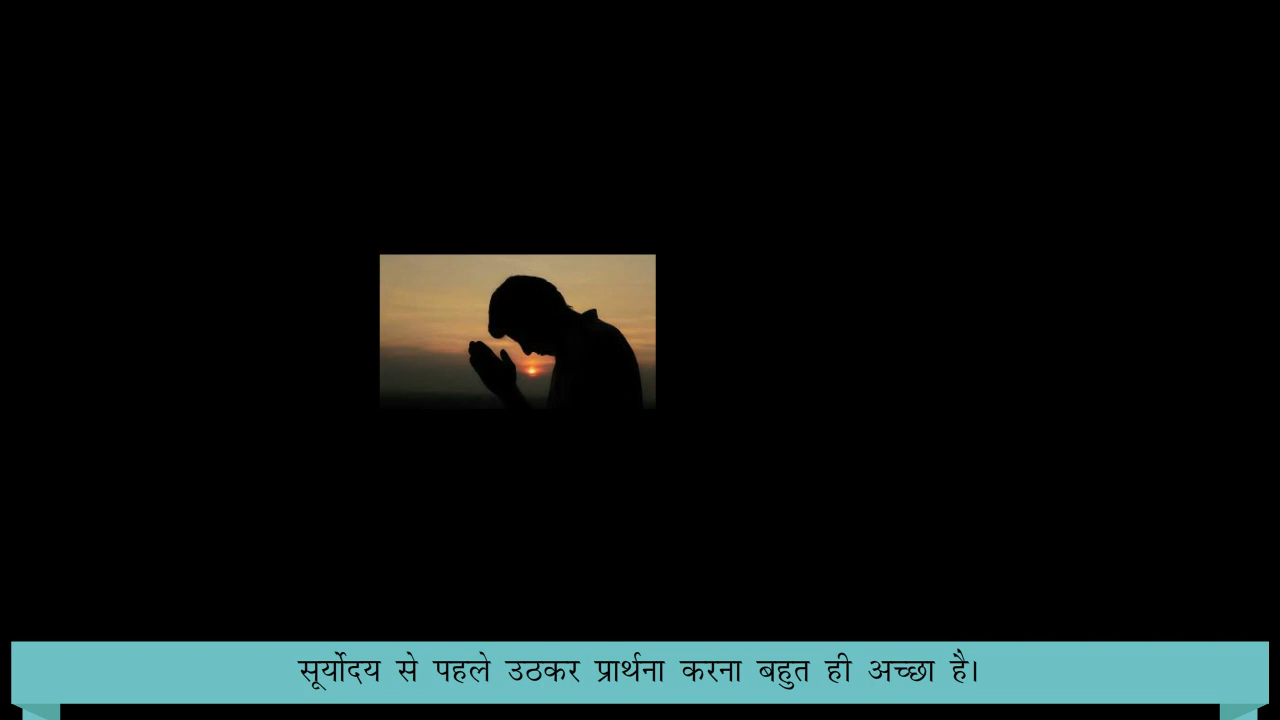 सूर्योदय से पहले उठकर प्रार्थना करना बहुत ही अच्छा है।